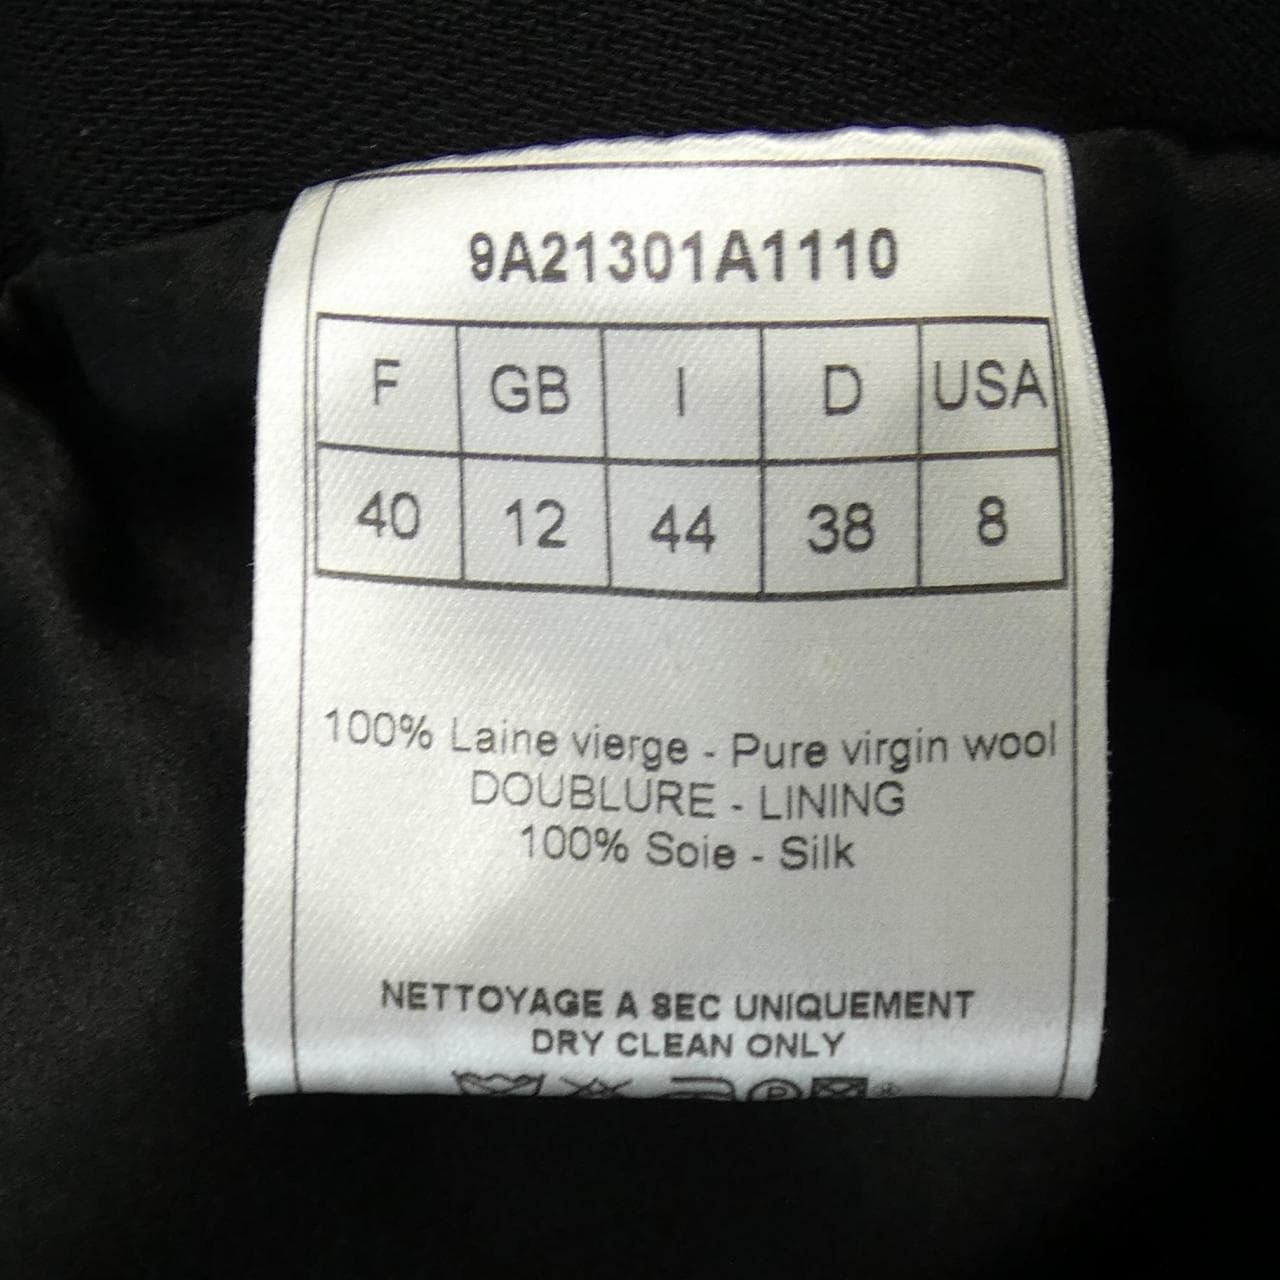 9A21301A1110
F GB I D USA
40 12 44 38 8
100% Laine vierge - Pure virgin wool
DOUBLURE - LINING
100% Soie - Silk
NETTOYAGE A SEC UNIQUEMENT
DRY CLEAN ONLY
P